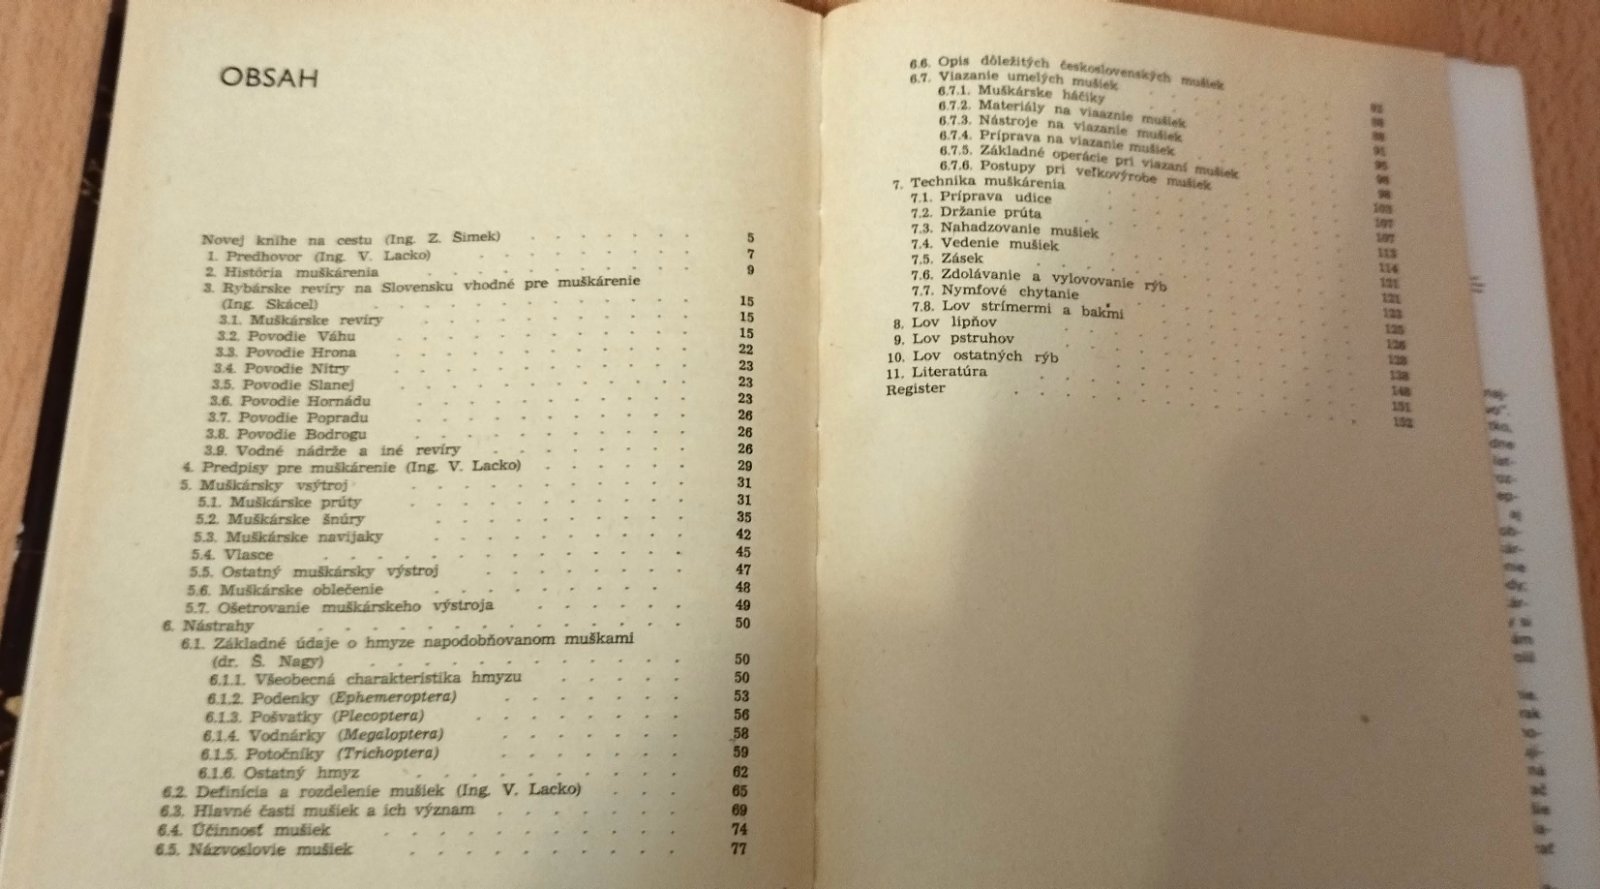 OBSAH
Novej knihe na cestu (Ing. Z. Šimek) 5
1. Predhovor (Ing. V. Lacko) 7
2. História muškárenia 9
3. Rybárske revíry na Slovensku vhodné pre muškárenie
(Ing. Skácel) 15
3.1. Muškárske revíry 15
3.2. Povodie Váhu 15
3.3. Povodie Hrona 22
3.4. Povodie Nitry 23
3.5. Povodie Slanej 23
3.6. Povodie Hornádu 23
3.7. Povodie Popradu 26
3.8. Povodie Bodrogu 26
3.9. Vodné nádrže a iné revíry 26
4. Predpisy pre muškárenie (Ing. V. Lacko) 29
5. Muškársky vsýtroj 31
5.1. Muškárske prúty 31
5.2. Muškárske šnúry 35
5.3. Muškárske navijaky 42
5.4. Vlasce 45
5.5. Ostatný muškársky výstroj 47
5.6. Muškárske oblečenie 48
5.7. Ošetrovanie muškárskeho výstroja 49
6. Nástrahy 50
6.1. Základné údaje o hmyze napodobňovanom muškami
(dr. Š. Nagy) 50
6.1.1. Všeobecná charakteristika hmyzu 50
6.1.2. Podenky (Ephemeroptera) 53
6.1.3. Pošvatky (Plecoptera) 56
6.1.4. Vodnárky (Megaloptera) 58
6.1.5. Potočníky (Trichoptera) 59
6.1.6. Ostatný hmyz 62
6.2. Definícia a rozdelenie mušiek (Ing. V. Lacko) 65
6.3. Hlavné časti mušiek a ich význam 69
6.4. Účinnosť mušiek 74
6.5. Názvoslovie mušiek 77
6.6. Opis dôležitých československých mušiek
6.7. Viazanie umelých mušiek
6.7.1. Muškárske háčiky
6.7.2. Materiály na viaaznie mušiek
6.7.3. Nástroje na viazanie mušiek
6.7.4. Príprava na viazanie mušiek
6.7.5. Základné operácie pri viazaní mušiek
6.7.6. Postupy pri veľkovýrobe mušiek
7. Technika muškárenia
7.1. Príprava udice
7.2. Držanie prúta 107
7.3. Nahadzovanie mušiek 107
7.4. Vedenie mušiek 113
7.5. Zásek 114
7.6. Zdolávanie a vylovovanie rýb 121
7.7. Nymfové chytanie 121
7.8. Lov strímermi a bakmi 123
8. Lov lipňov 125
9. Lov pstruhov
10. Lov ostatných rýb
11. Literatúra 151
Register 152